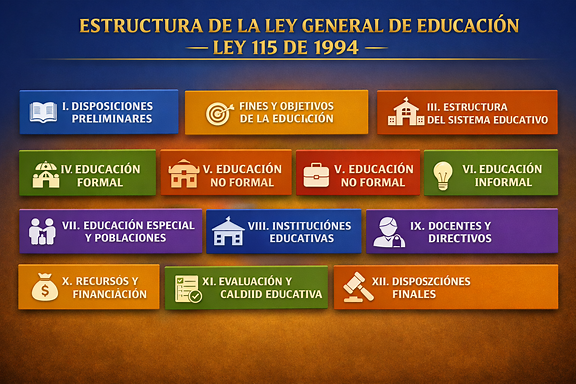 ESTRUCTURA DE LA LEY GENERAL DE EDUCACIÓN
— LEY 115 DE 1994 —
I. DISPOSICIONES
PRELIMINARES
FINES Y OBJETIVOS
DE LA EDUCICIÓN
III. ESTRUCTURA
DEL SISTEMA EDUCATIVO
IV. EDUCACIÓN
FORMAL
V. EDUCACIÓN
NO FORMAL
V. EDUCACIÓN
NO FORMAL
VI. EDUCACIÓN
INFORMAL
VII. EDUCACIÓN ESPECIAL
Y POBLACIONES
VIII. INSTITUCIÓNES
EDUCATIVAS
IX. DOCENTES Y
DIRECTIVOS
X. RECURSOS Y
FINANCIÁCIÓN
XI. EVALUACIÓN Y
CALDIID EDUCATIVA
XII. DISPOSZCIÓNES
FINALES
$